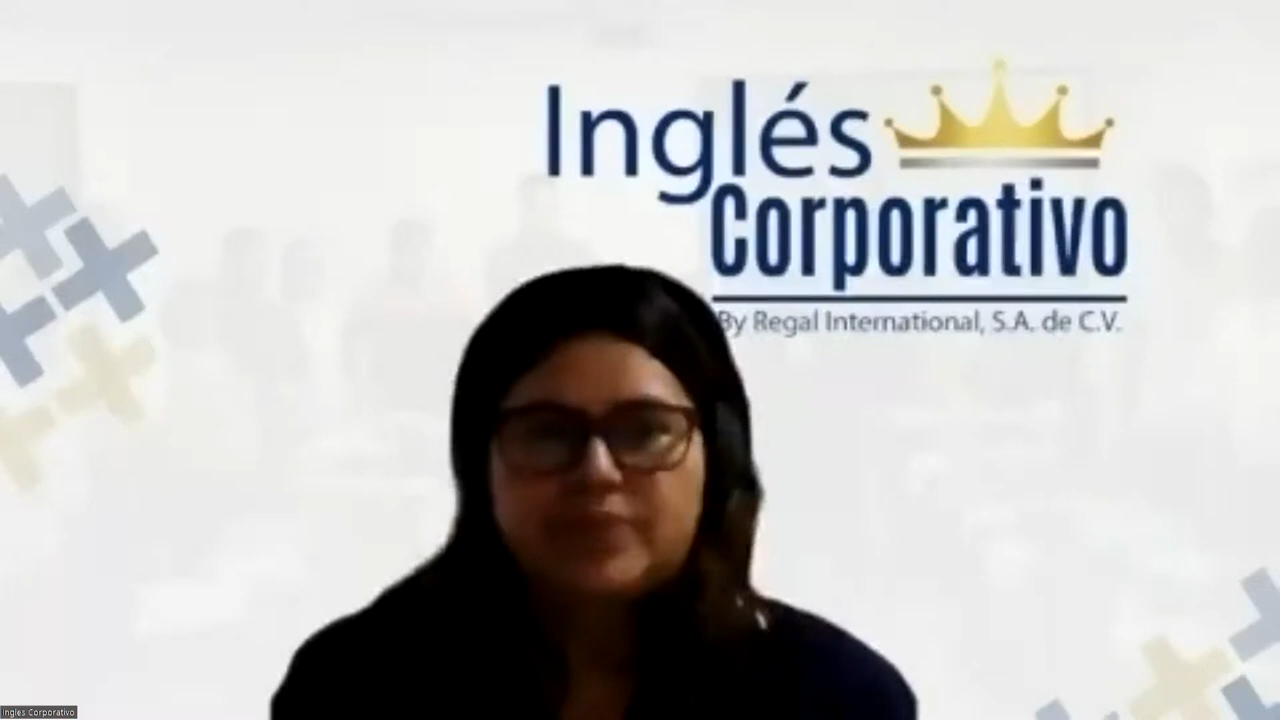 Inglés
Corporativo
By Regal International, S.A. de C.V.
Ingles Corporativo